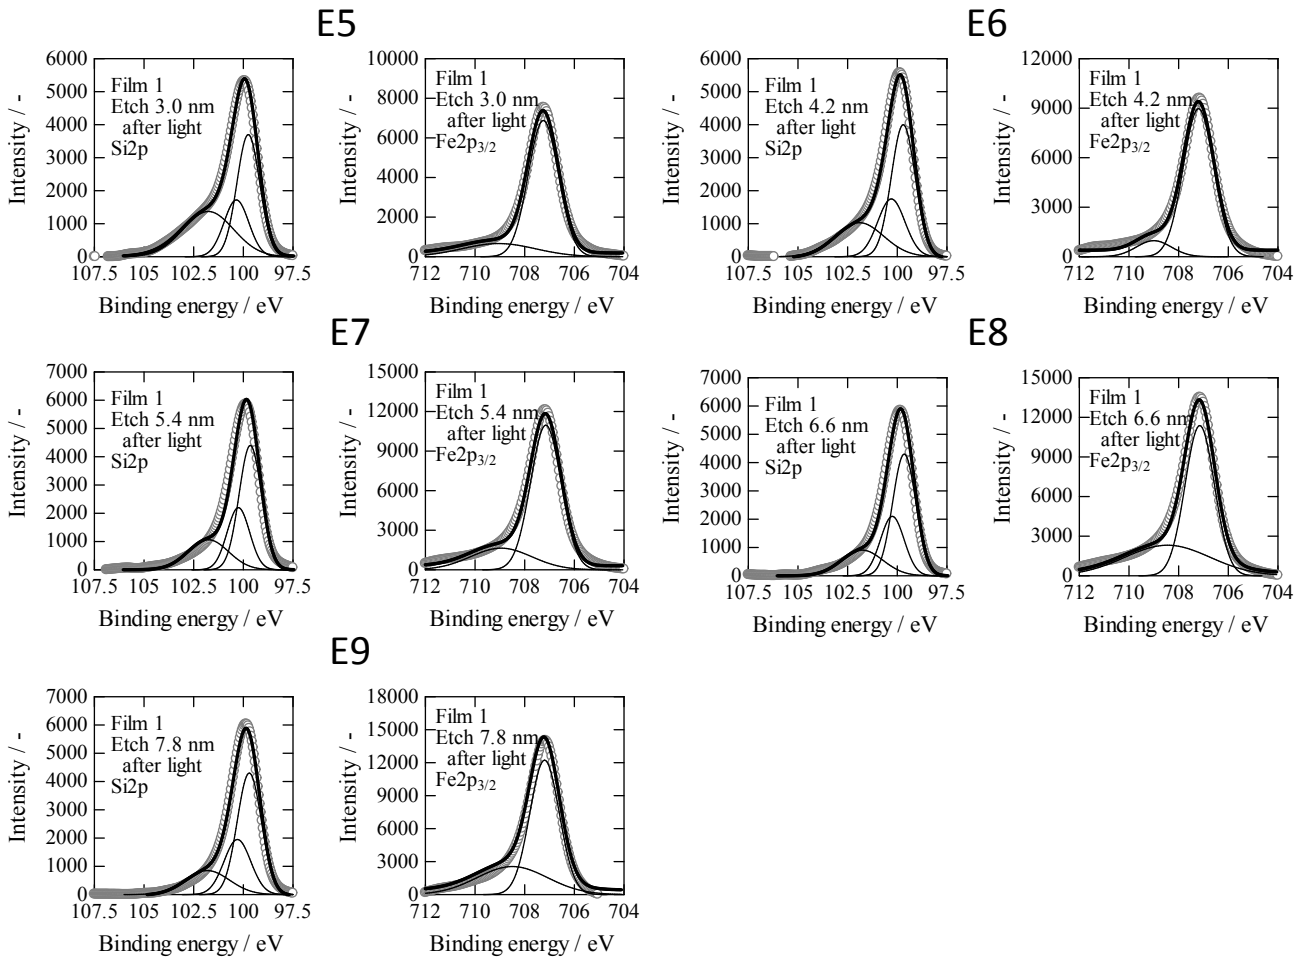 E5
E6
6000
5000
4000
3000
2000
1000
0
Intensity / -
Film 1
Etch 3.0 nm
after light
Si2p
107.5 105 102.5 100 97.5
Binding energy / eV
10000
8000
6000
4000
2000
0
Intensity / -
Film 1
Etch 3.0 nm
after light
Fe2p3/2
712 710 708 706 704
Binding energy / eV
6000
5000
4000
3000
2000
1000
0
Intensity / -
Film 1
Etch 4.2 nm
after light
Si2p
107.5 105 102.5 100 97.5
Binding energy / eV
12000
9000
6000
3000
0
Intensity / -
Film 1
Etch 4.2 nm
after light
Fe2p3/2
712 710 708 706 704
Binding energy / eV
E7
E8
7000
6000
5000
4000
3000
2000
1000
0
Intensity / -
Film 1
Etch 5.4 nm
after light
Si2p
107.5 105 102.5 100 97.5
Binding energy / eV
15000
12000
9000
6000
3000
0
Intensity / -
Film 1
Etch 5.4 nm
after light
Fe2p3/2
712 710 708 706 704
Binding energy / eV
7000
6000
5000
4000
3000
2000
1000
0
Intensity / -
Film 1
Etch 6.6 nm
after light
Si2p
107.5 105 102.5 100 97.5
Binding energy / eV
15000
12000
9000
6000
3000
0
Intensity / -
Film 1
Etch 6.6 nm
after light
Fe2p3/2
712 710 708 706 704
Binding energy / eV
E9
7000
6000
5000
4000
3000
2000
1000
0
Intensity / -
Film 1
Etch 7.8 nm
after light
Si2p
107.5 105 102.5 100 97.5
Binding energy / eV
18000
15000
12000
9000
6000
3000
0
Intensity / -
Film 1
Etch 7.8 nm
after light
Fe2p3/2
712 710 708 706 704
Binding energy / eV